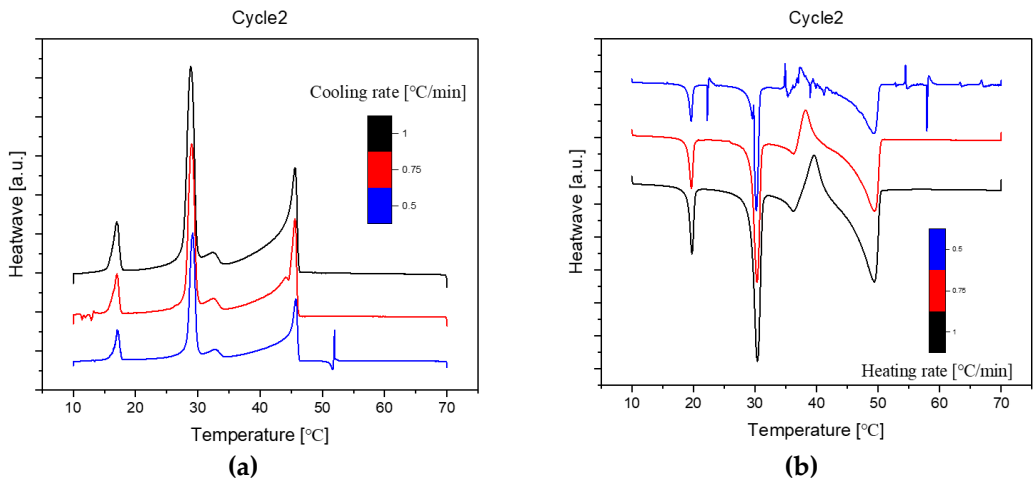 Cycle2
Cooling rate [°C/min]
1
0.75
0.5
Heatwave [a.u.]
10 20 30 40 50 60 70
Temperature [°C]
(a)
Cycle2
Heatwave [a.u.]
0.5
0.75
1
Heating rate [°C/min]
10 20 30 40 50 60 70
Temperature [°C]
(b)